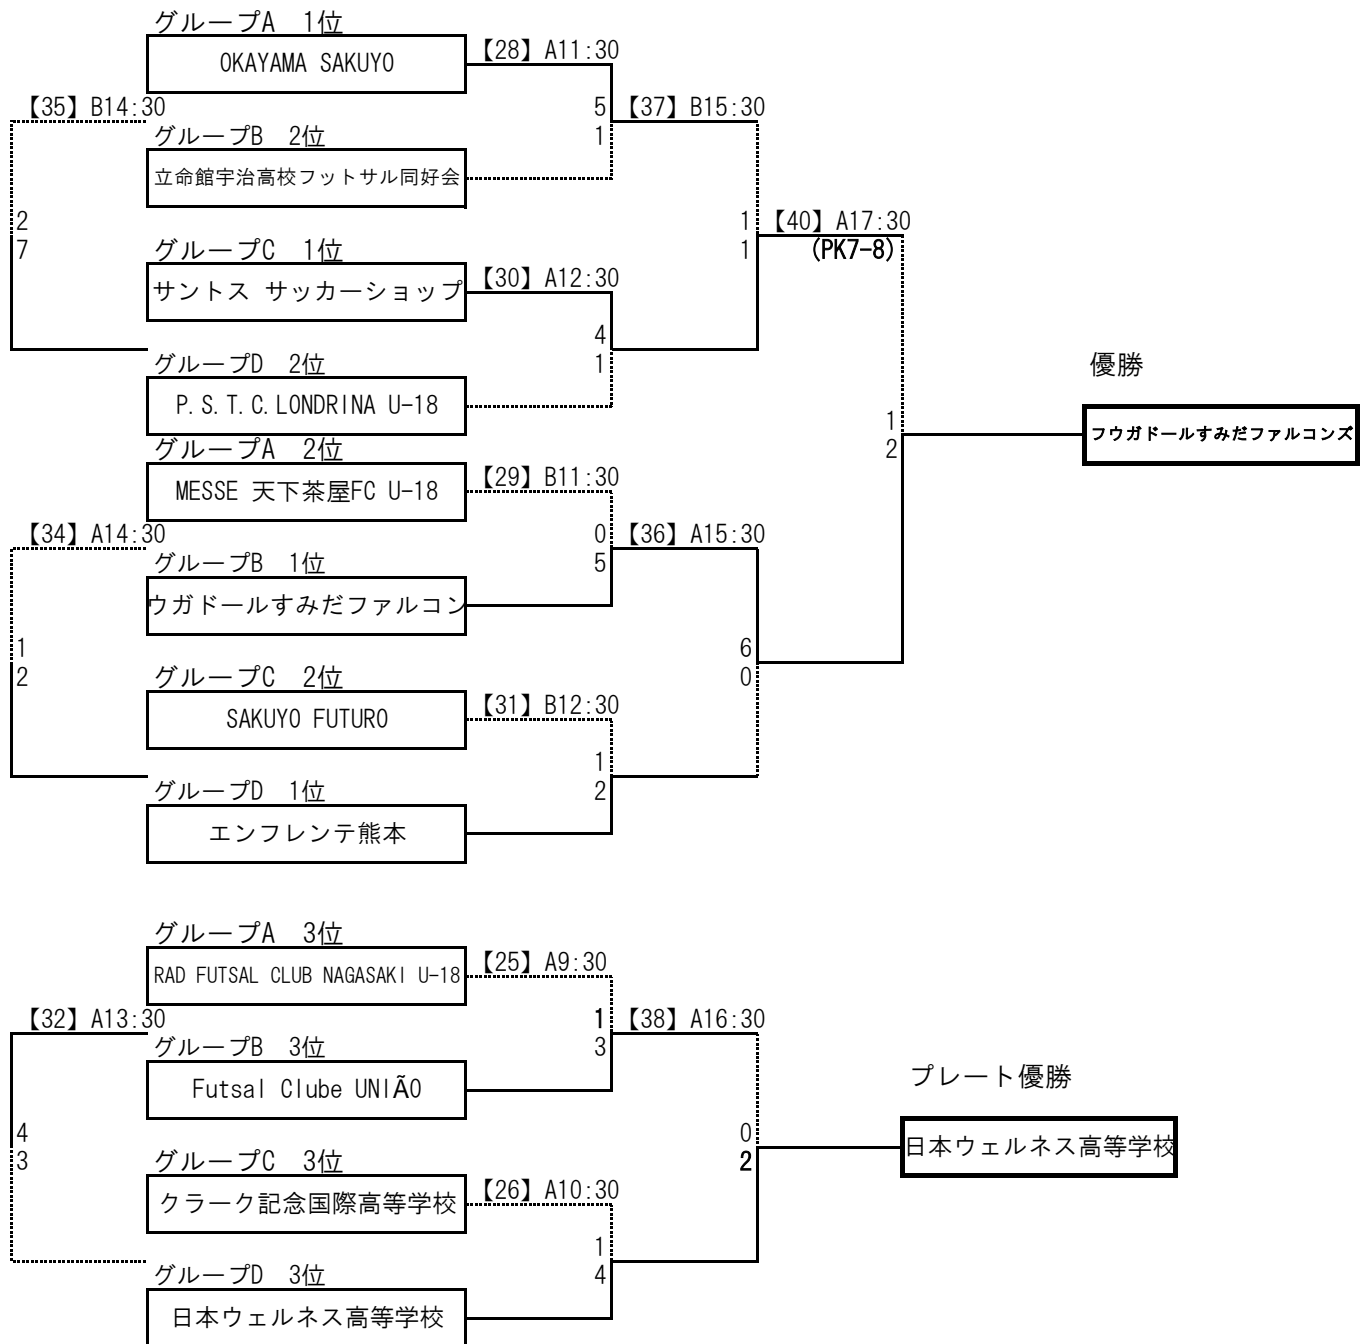 グループA 1位
OKAYAMA SAKUYO
【28】A11:30
【35】B14:30
5
【37】B15:30
グループB 2位
1
立命館宇治高校フットサル同好会
2
7
1
【40】A17:30
1
(PK7-8)
グループC 1位
サントス サッカーショップ
【30】A12:30
4
グループD 2位
1
優勝
P.S.T.C.LONDRINA U-18
1
2
フウガドールすみだファルコンズ
グループA 2位
MESSE 天下茶屋FC U-18
【29】B11:30
【34】A14:30
0
【36】A15:30
グループB 1位
5
ウガドールすみだファルコン
1
2
6
0
グループC 2位
SAKUYO FUTURO
【31】B12:30
1
グループD 1位
2
エンフレンテ熊本
グループA 3位
RAD FUTSAL CLUB NAGASAKI U-18
【25】A9:30
【32】A13:30
1
【38】A16:30
グループB 3位
3
Futsal Clube UNIÃO
プレート優勝
4
3
0
2
日本ウェルネス高等学校
グループC 3位
クラーク記念国際高等学校
【26】A10:30
1
グループD 3位
4
日本ウェルネス高等学校